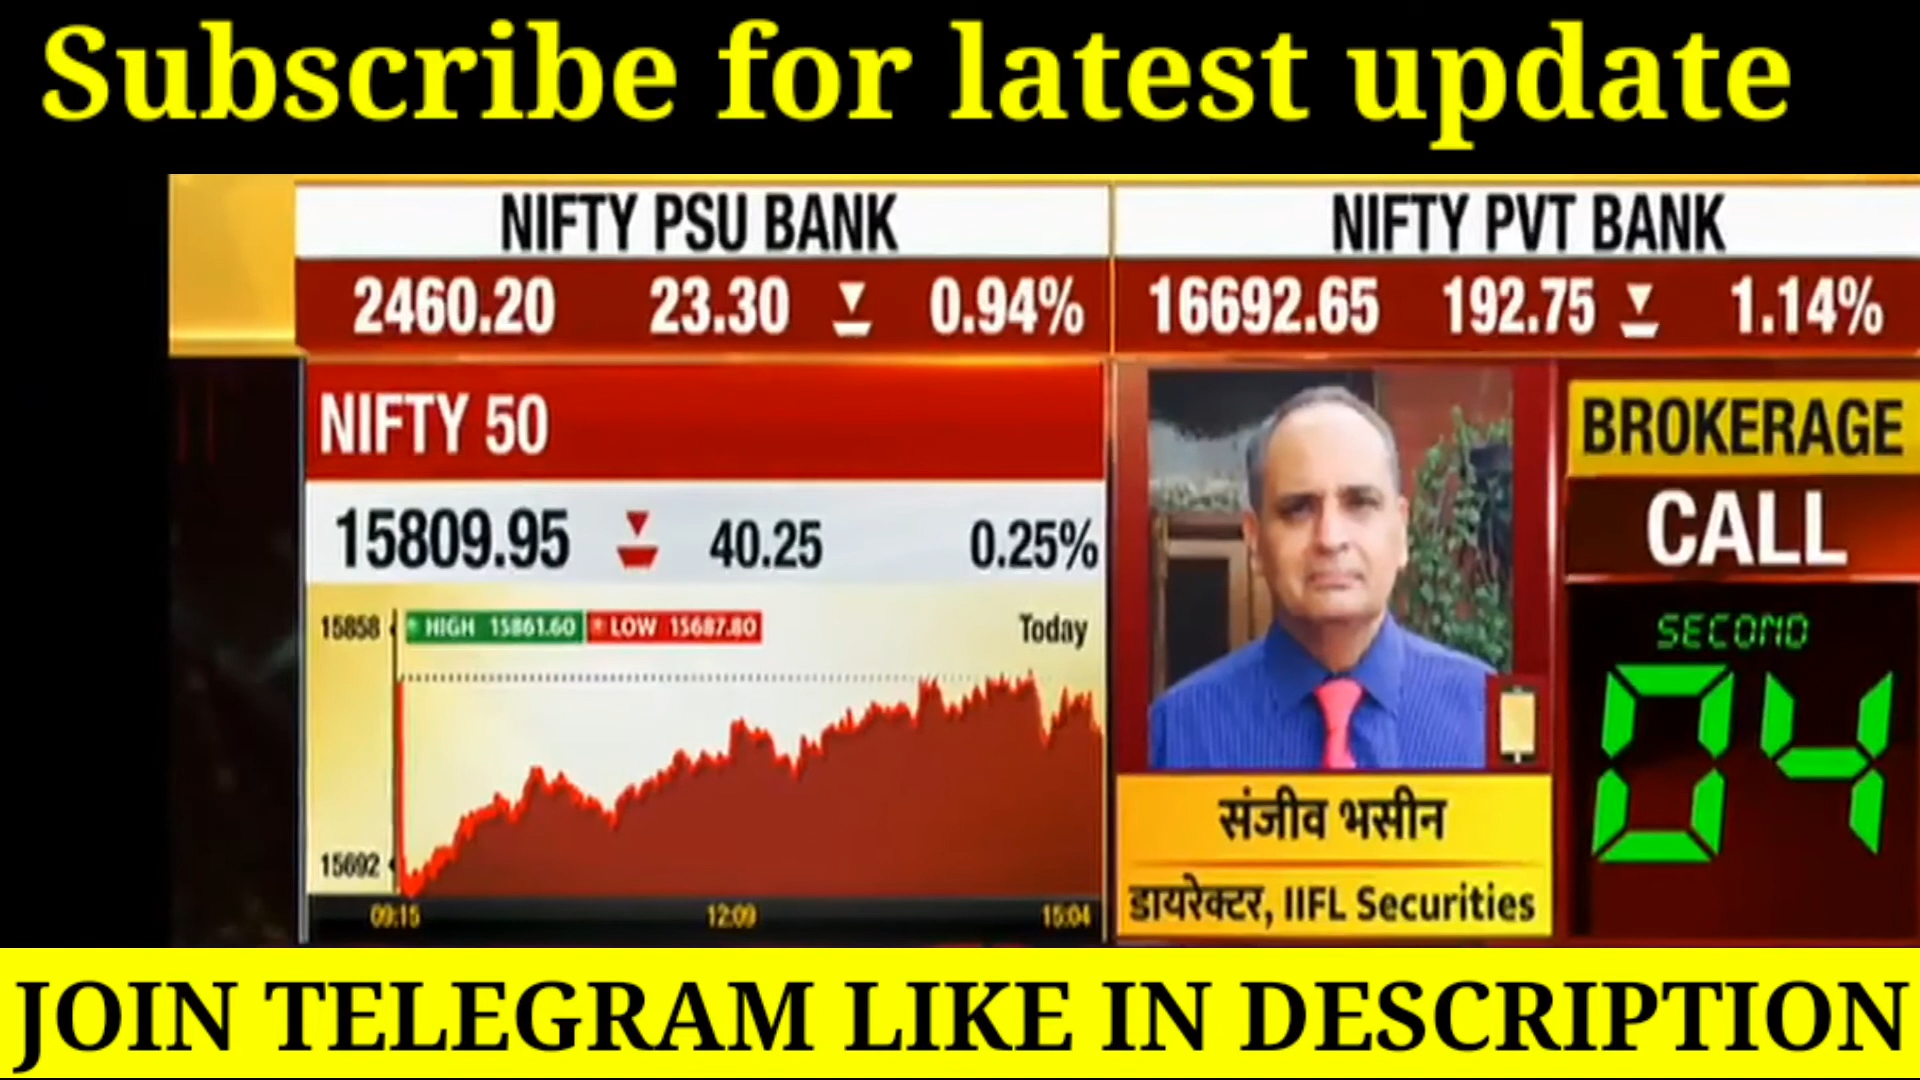 Subscribe for latest update
NIFTY PSU BANK
2460.20 23.30 0.94%
NIFTY PVT BANK
16692.65 192.75 1.14%
NIFTY 50
15809.95 40.25 0.25%
15858 HIGH 15861.60 LOW 15687.80 Today
15692
09:15 12:09 15:04
संजीव भसीन
डायरेक्टर, IIFL Securities
BROKERAGE
CALL
SECOND
04
JOIN TELEGRAM LIKE IN DESCRIPTION